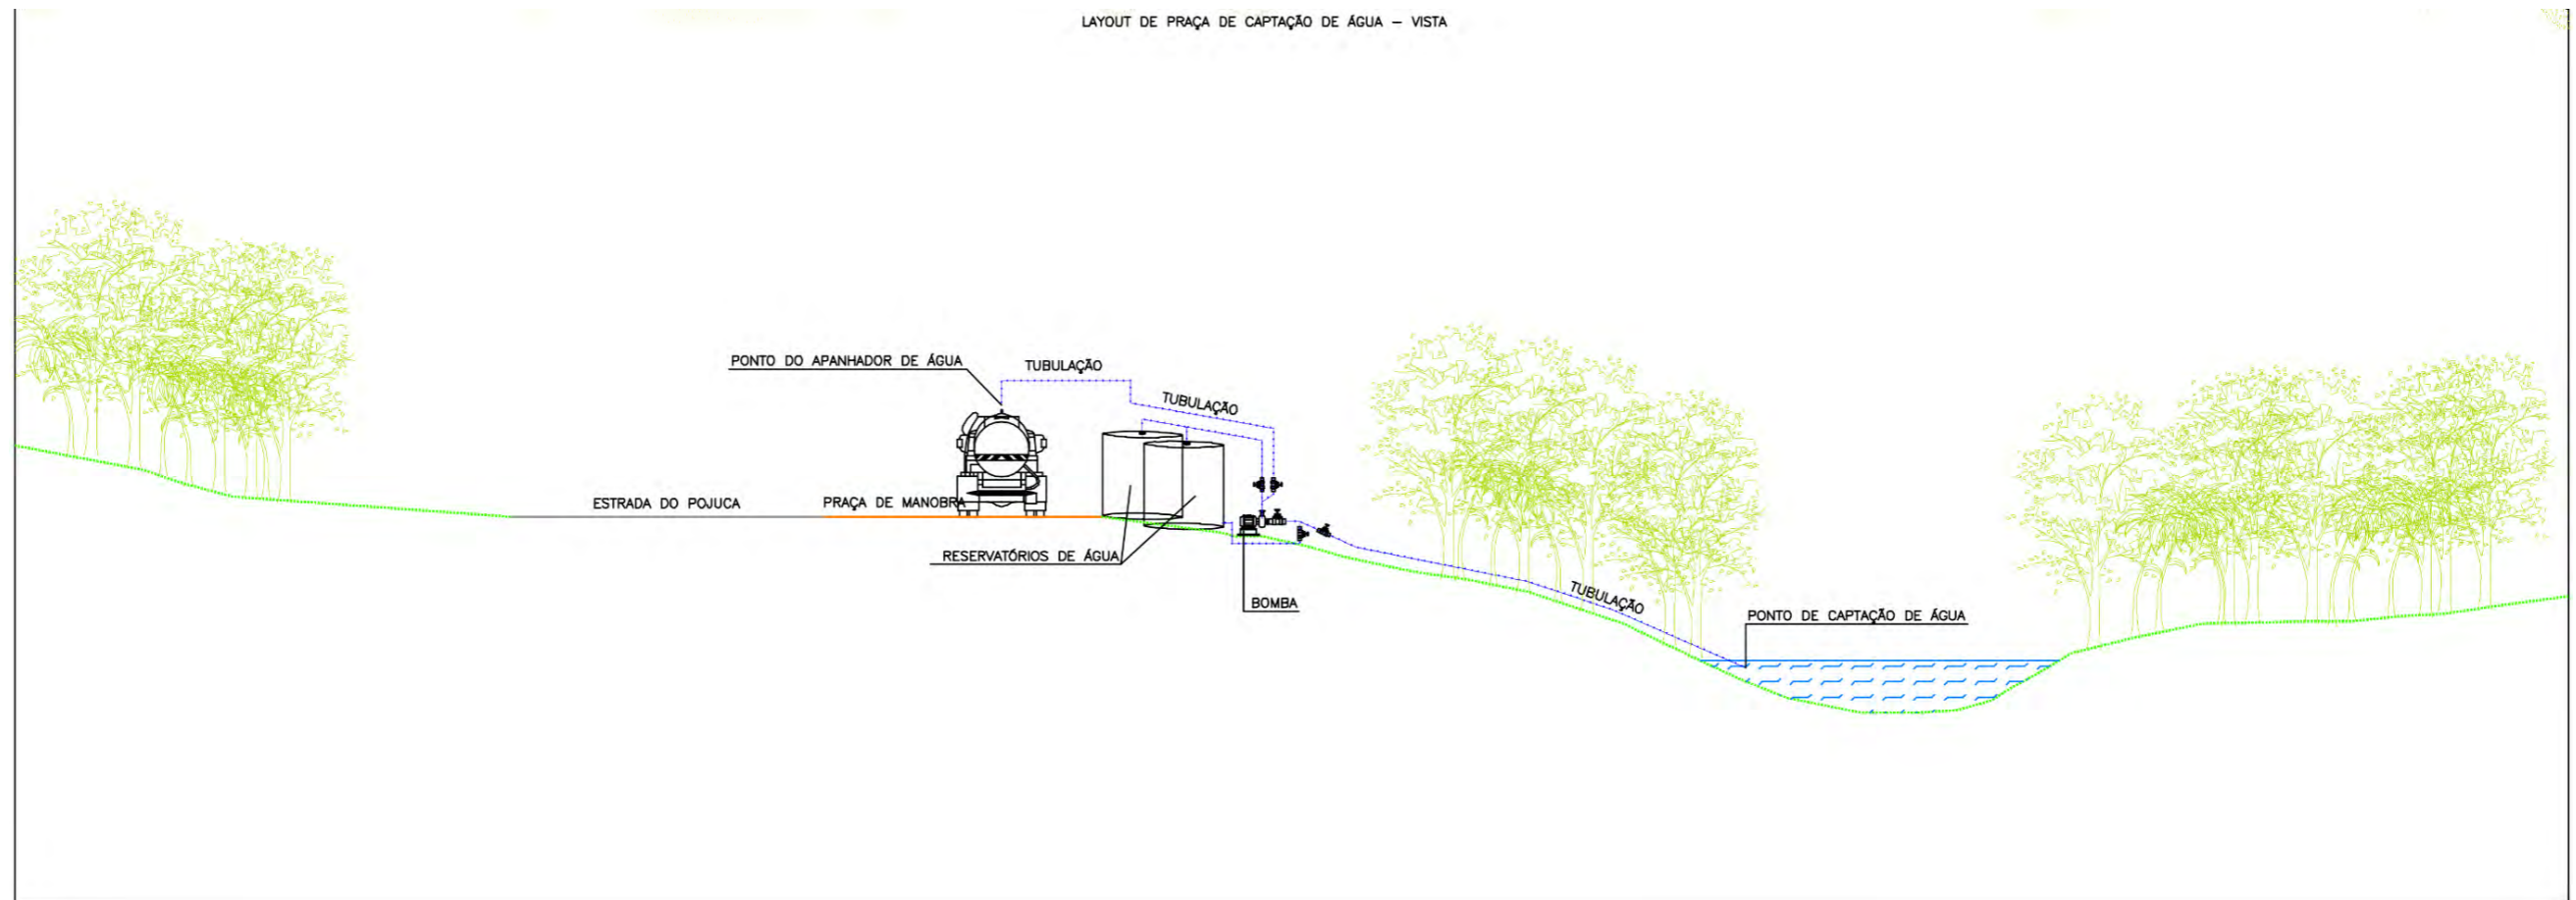 LAYOUT DE PRAÇA DE CAPTAÇÃO DE ÁGUA – VISTA
PONTO DO APANHADOR DE ÁGUA
TUBULAÇÃO
TUBULAÇÃO
ESTRADA DO POJUCA
PRAÇA DE MANOBRA
RESERVATÓRIOS DE ÁGUA
BOMBA
TUBULAÇÃO
PONTO DE CAPTAÇÃO DE ÁGUA